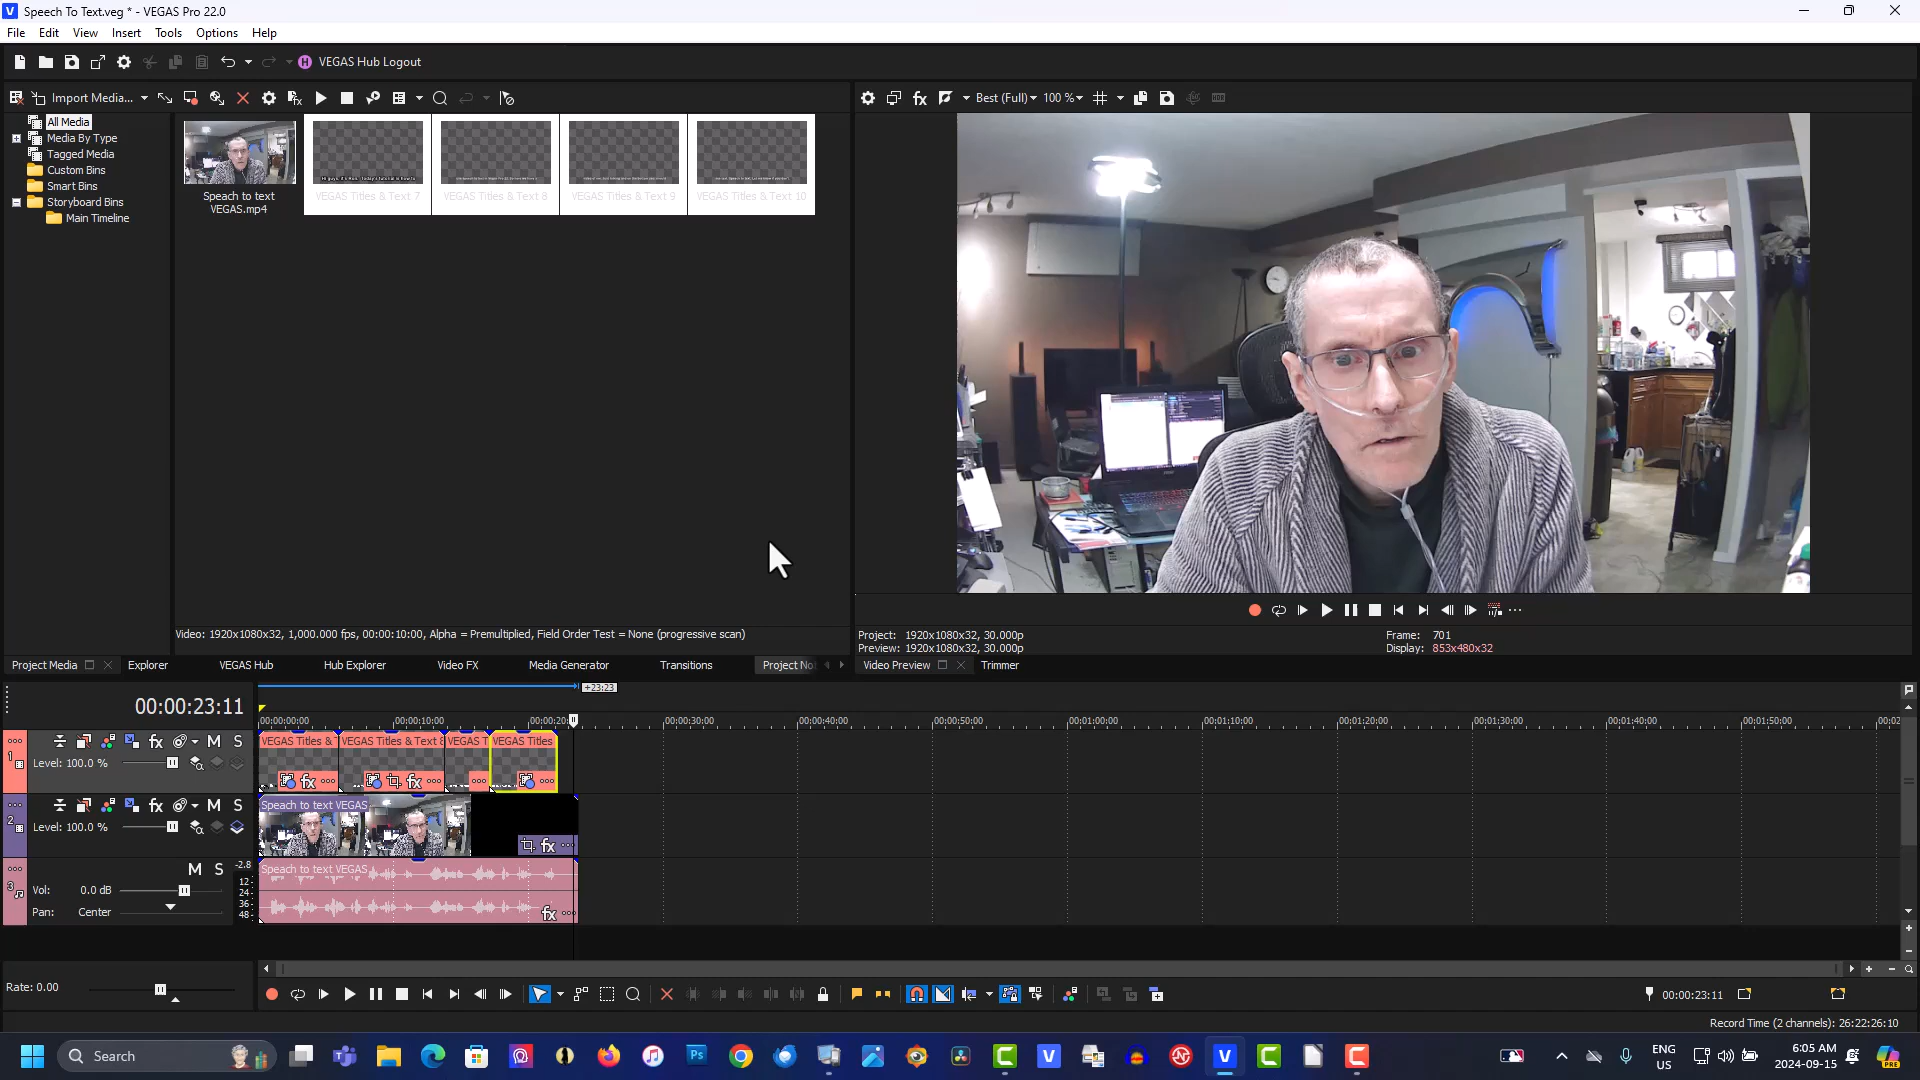 Speech To Text.veg * - VEGAS Pro 22.0
File Edit View Insert Tools Options Help
VEGAS Hub Logout
Import Media...
Best (Full) 100 %
All Media
Media By Type
Tagged Media
Custom Bins
Smart Bins
Storyboard Bins
Main Timeline
Speach to text
VEGAS.mp4
VEGAS Titles & Text 7
VEGAS Titles & Text 8
VEGAS Titles & Text 9
VEGAS Titles & Text 10
Video: 1920x1080x32, 1,000.000 fps, 00:00:10:00, Alpha = Premultiplied, Field Order Test = None (progressive scan)
Project: 1920x1080x32, 30.000p
Preview: 1920x1080x32, 30.000p
Frame: 701
Display: 853x480x32
Project Media Explorer VEGAS Hub Hub Explorer Video FX Media Generator Transitions Project No
Video Preview Trimmer
00:00:23:11
+23:23
00:00:00:00 00:00:10:00 00:00:20: 00:00:30:00 00:00:40:00 00:00:50:00 00:01:00:00 00:01:10:00 00:01:20:00 00:01:30:00 00:01:40:00 00:01:50:00 00:02
1
M S
Level: 100.0 %
VEGAS Titles & VEGAS Titles & Text 8 VEGAS T VEGAS Titles
2
M S
Level: 100.0 %
Speach to text VEGAS
3
M S
-2.8
12
24
36
48
Vol: 0.0 dB
Pan: Center
Speach to text VEGAS
Rate: 0.00
00:00:23:11
Record Time (2 channels): 26:22:26:10
Search
ENG
US
6:05 AM
2024-09-15